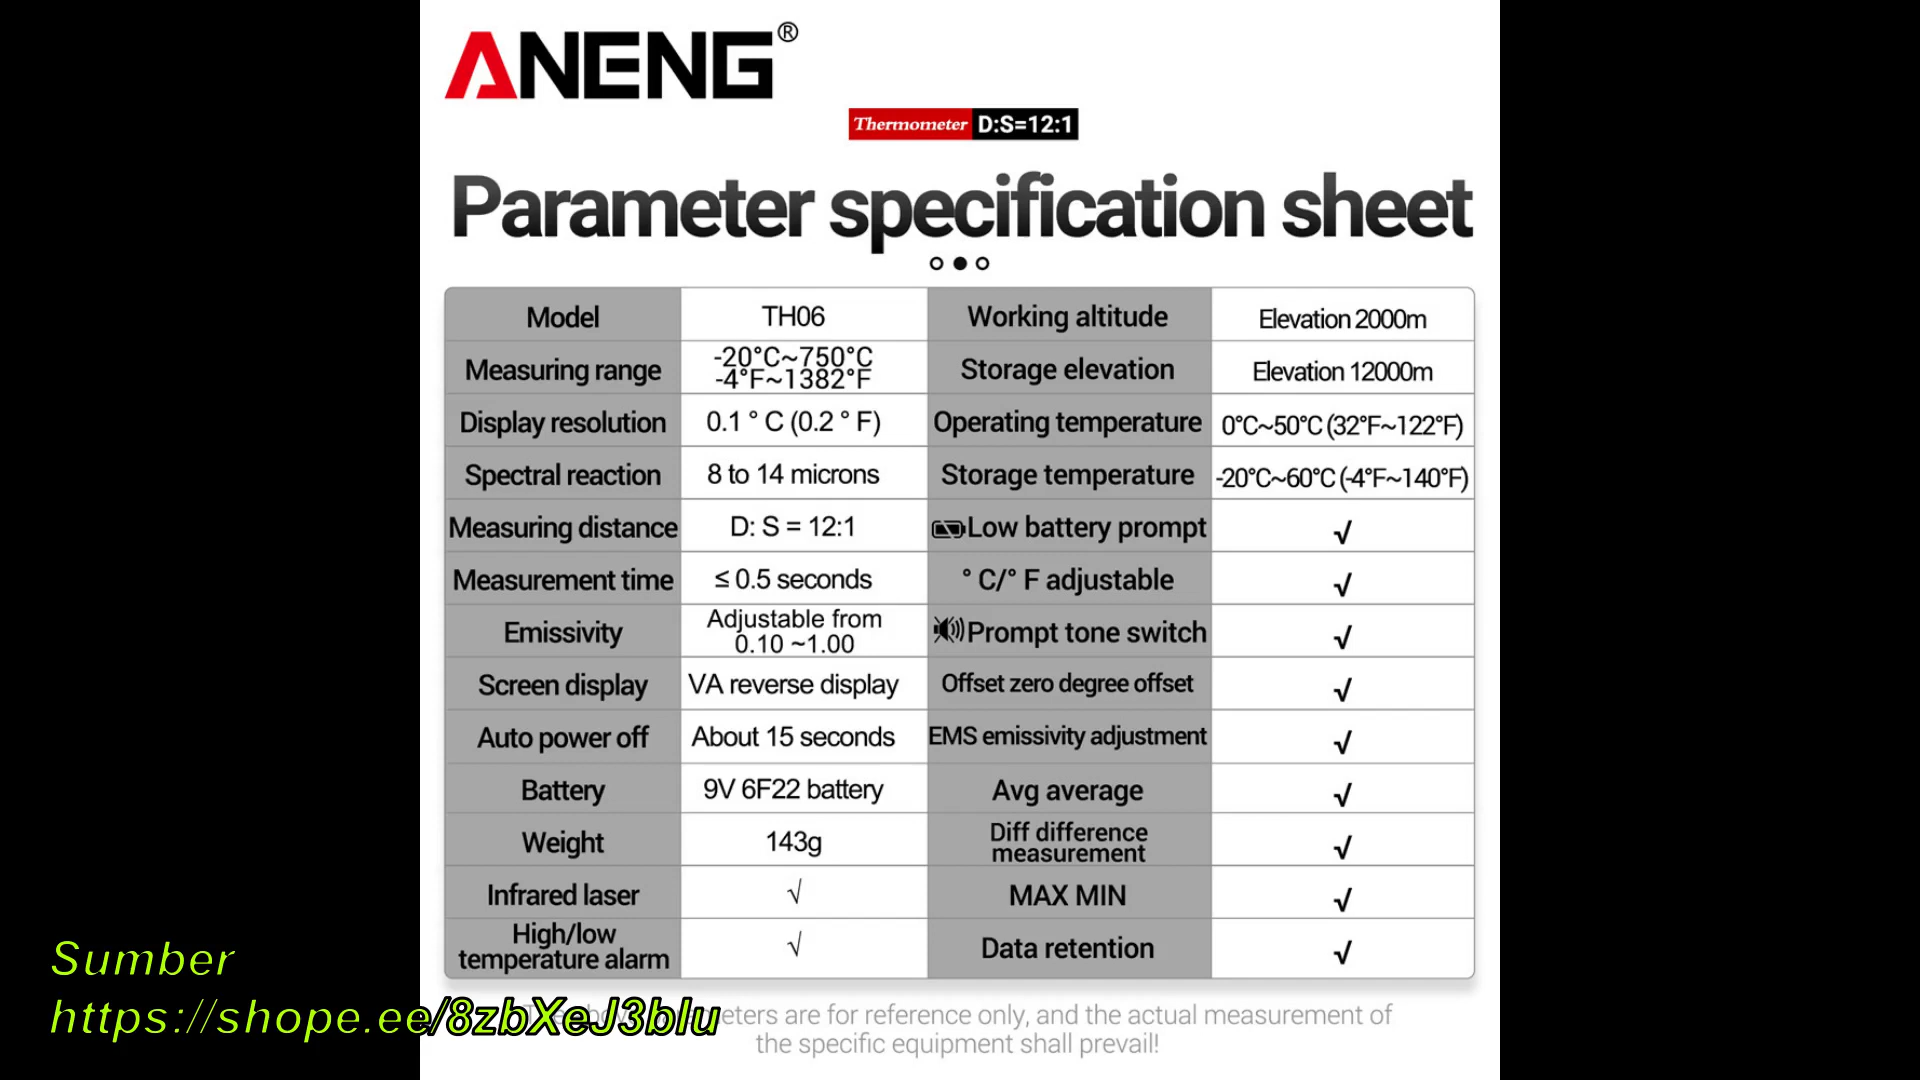 ANENG®
Thermometer D:S=12:1
Parameter specification sheet
Model TH06 Working altitude Elevation 2000m
Measuring range -20°C~750°C
-4°F~1382°F Storage elevation Elevation 12000m
Display resolution 0.1 ° C (0.2 ° F) Operating temperature 0°C~50°C (32°F~122°F)
Spectral reaction 8 to 14 microns Storage temperature -20°C~60°C (-4°F~140°F)
Measuring distance D: S = 12:1 Low battery prompt √
Measurement time ≤ 0.5 seconds ° C/° F adjustable √
Emissivity Adjustable from
0.10 ~1.00 Prompt tone switch √
Screen display VA reverse display Offset zero degree offset √
Auto power off About 15 seconds EMS emissivity adjustment √
Battery 9V 6F22 battery Avg average √
Weight 143g Diff difference
measurement √
Infrared laser √ MAX MIN √
High/low
temperature alarm √ Data retention √
Sumber
https://shope.ee/8zbXeJ3blu
are for reference only, and the actual measurement of
the specific equipment shall prevail!